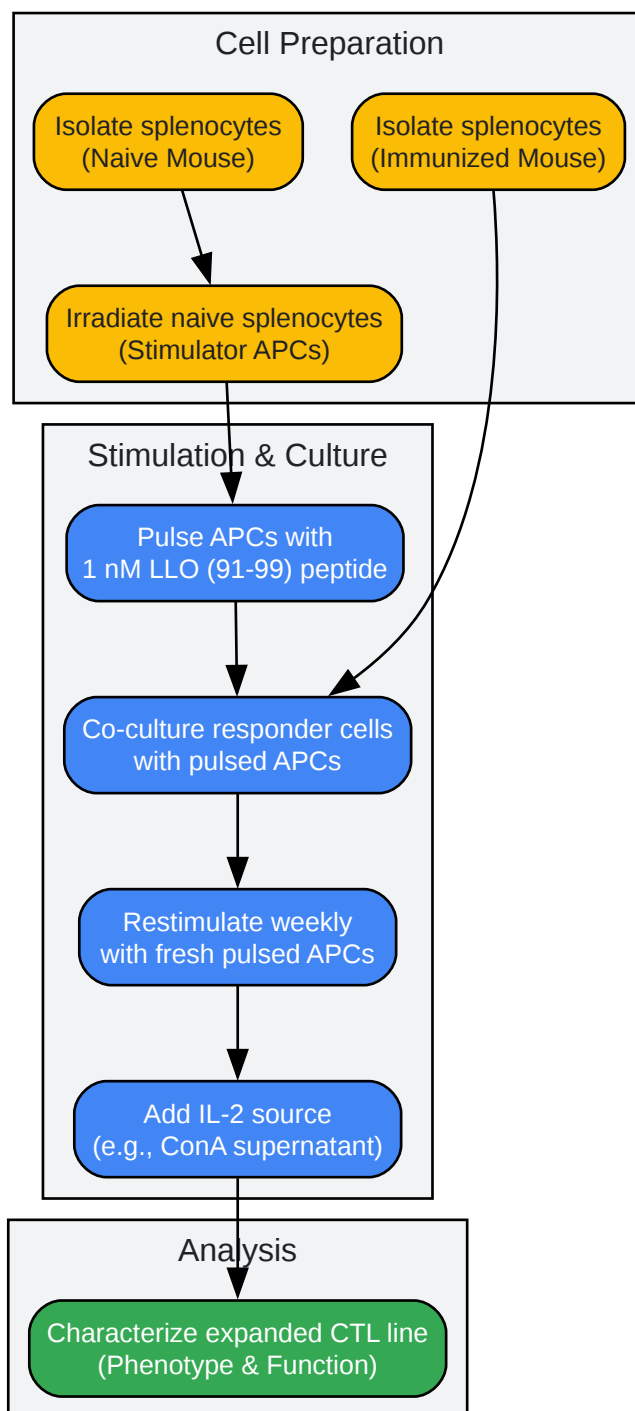 Cell Preparation
Isolate splenocytes
(Naive Mouse)
Isolate splenocytes
(Immunized Mouse)
Irradiate naive splenocytes
(Stimulator APCs)
Stimulation & Culture
Pulse APCs with
1 nM LLO (91-99) peptide
Co-culture responder cells
with pulsed APCs
Restimulate weekly
with fresh pulsed APCs
Add IL-2 source
(e.g., ConA supernatant)
Analysis
Characterize expanded CTL line
(Phenotype & Function)